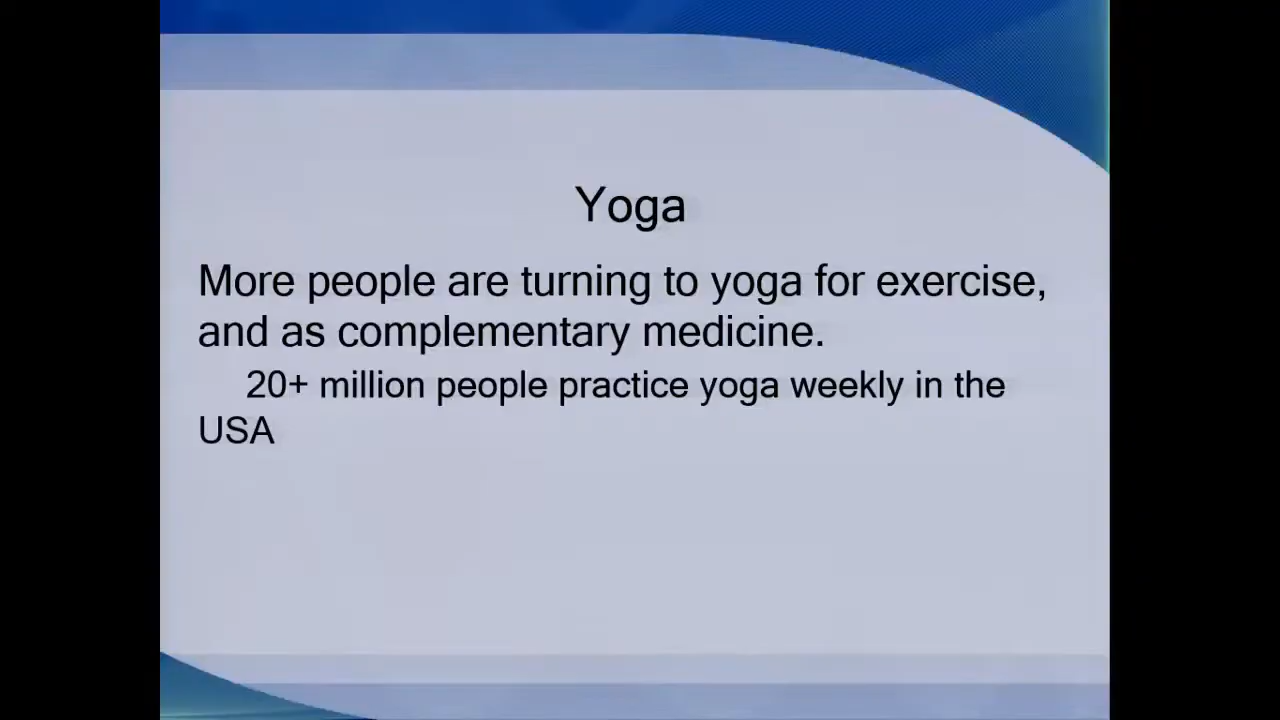 Yoga
More people are turning to yoga for exercise,
and as complementary medicine.
20+ million people practice yoga weekly in the
USA